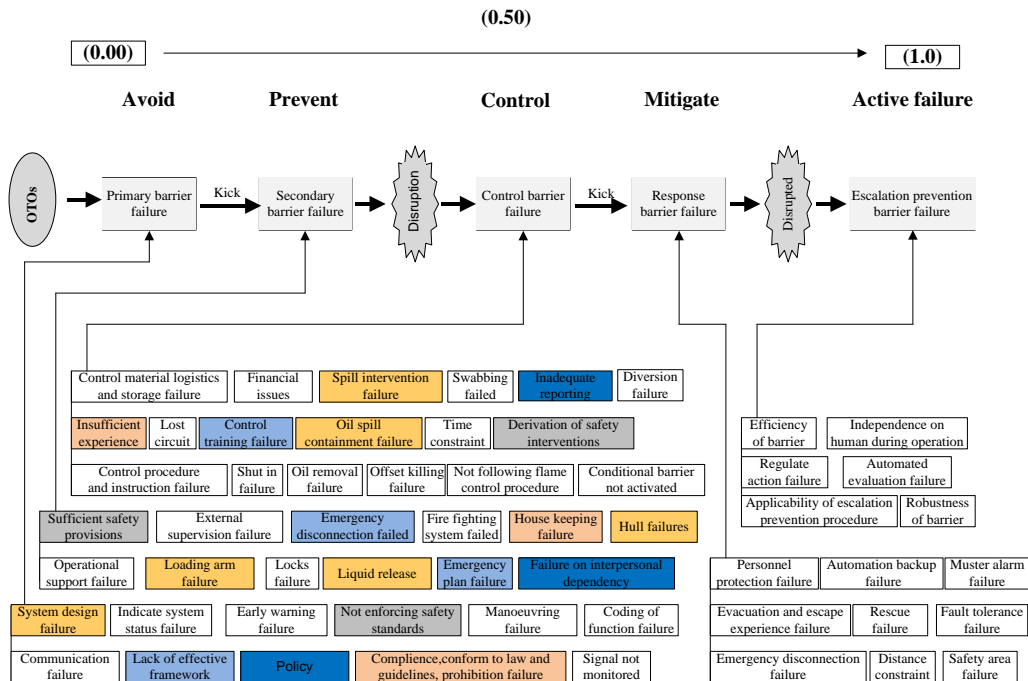 (0.50)
(0.00)
(1.0)
Avoid
Prevent
Control
Mitigate
Active failure
OTOs
Primary barrier
failure
Kick
Secondary
barrier failure
Disruption
Control barrier
failure
Kick
Response
barrier failure
Disrupted
Escalation prevention
barrier failure
Control material logistics
and storage failure
Financial
issues
Spill intervention
failure
Swabbing
failed
Inadequate
reporting
Diversion
failure
Insufficient
experience
Lost
circuit
Control
training failure
Oil spill
containment failure
Time
constraint
Derivation of safety
interventions
Control procedure
and instruction failure
Shut in
failure
Oil removal
failure
Offset killing
failure
Not following flame
control procedure
Conditional barrier
not activated
Efficiency
of barrier
Independence on
human during operation
Regulate
action failure
Automated
evaluation failure
Applicability of escalation
prevention procedure
Robustness
of barrier
Sufficient safety
provisions
External
supervision failure
Emergency
disconnection failed
Fire fighting
system failed
House keeping
failure
Hull failures
Operational
support failure
Loading arm
failure
Locks
failure
Liquid release
Emergency
plan failure
Failure on interpersonal
dependency
Personnel
protection failure
Automation backup
failure
Muster alarm
failure
System design
failure
Indicate system
status failure
Early warning
failure
Not enforcing safety
standards
Manoeuvring
failure
Coding of
function failure
Evacuation and escape
experience failure
Rescue
failure
Fault tolerance
failure
Communication
failure
Lack of effective
framework
Policy
Complience,conform to law and
guidelines, prohibition failure
Signal not
monitored
Emergency disconnection
failure
Distance
constraint
Safety area
failure